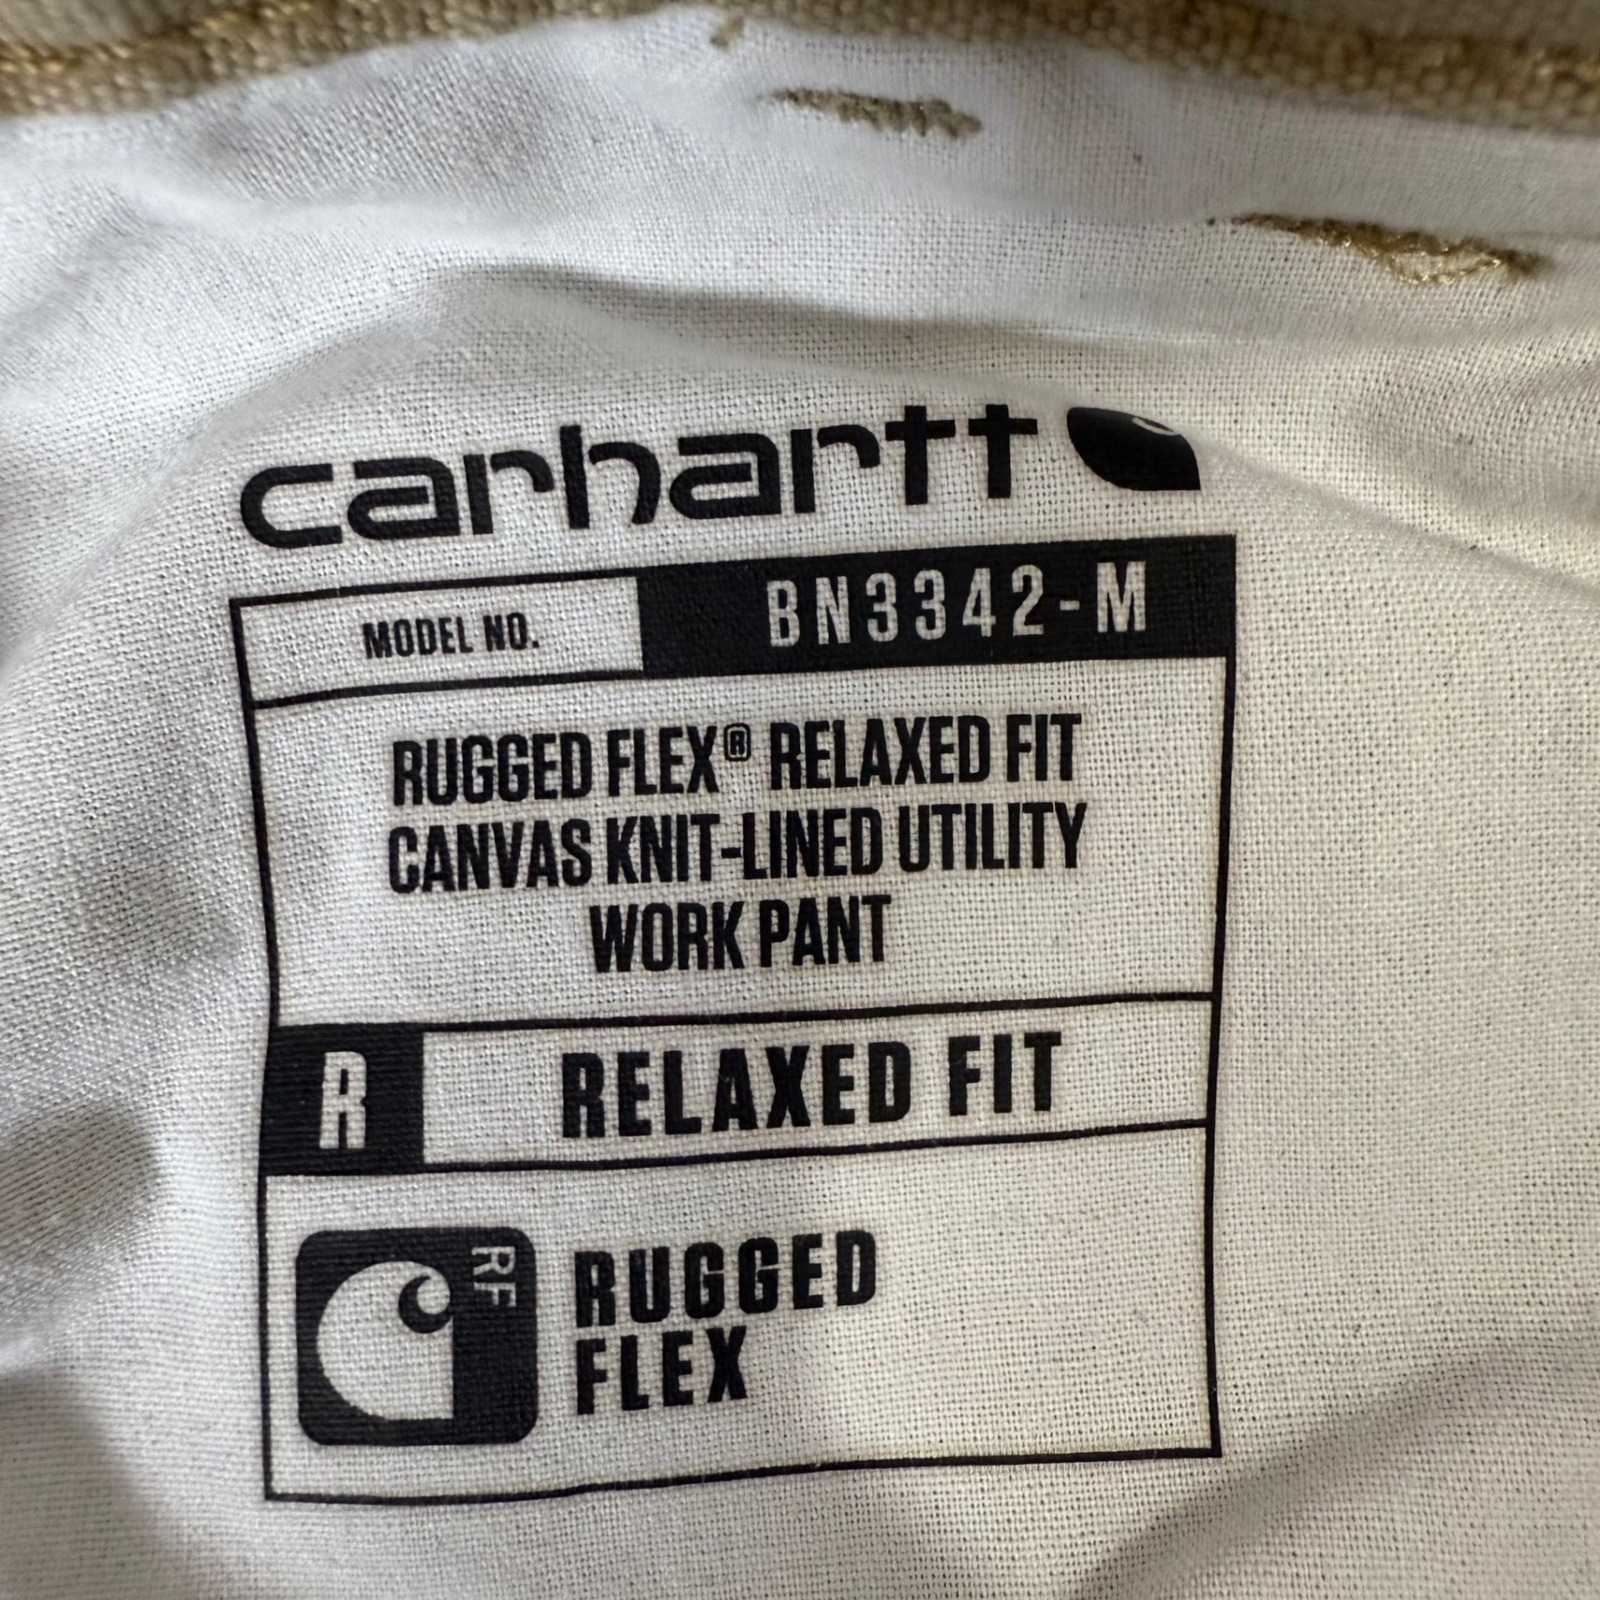 carhartt
MODEL NO. BN3342-M
RUGGED FLEX® RELAXED FIT
CANVAS KNIT-LINED UTILITY
WORK PANT
R RELAXED FIT
RF
RUGGED
FLEX